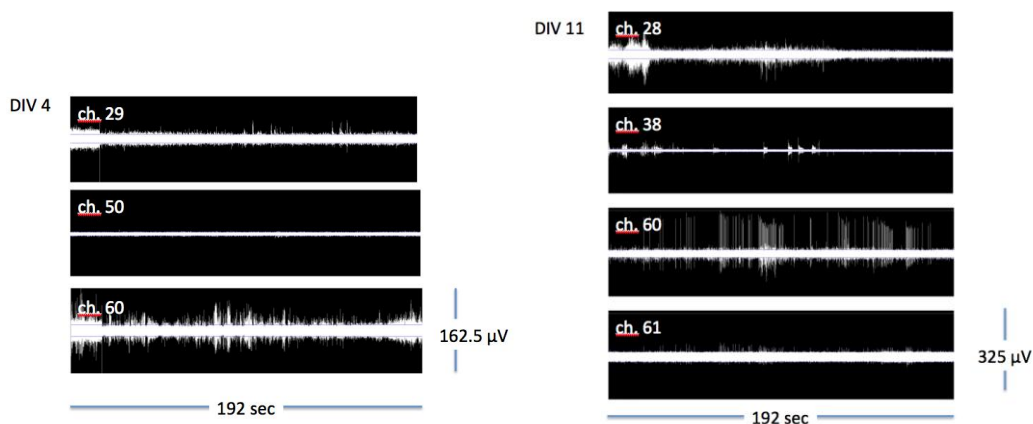 DIV 4
ch. 29
ch. 50
ch. 60
162.5 µV
192 sec
DIV 11
ch. 28
ch. 38
ch. 60
ch. 61
325 µV
192 sec